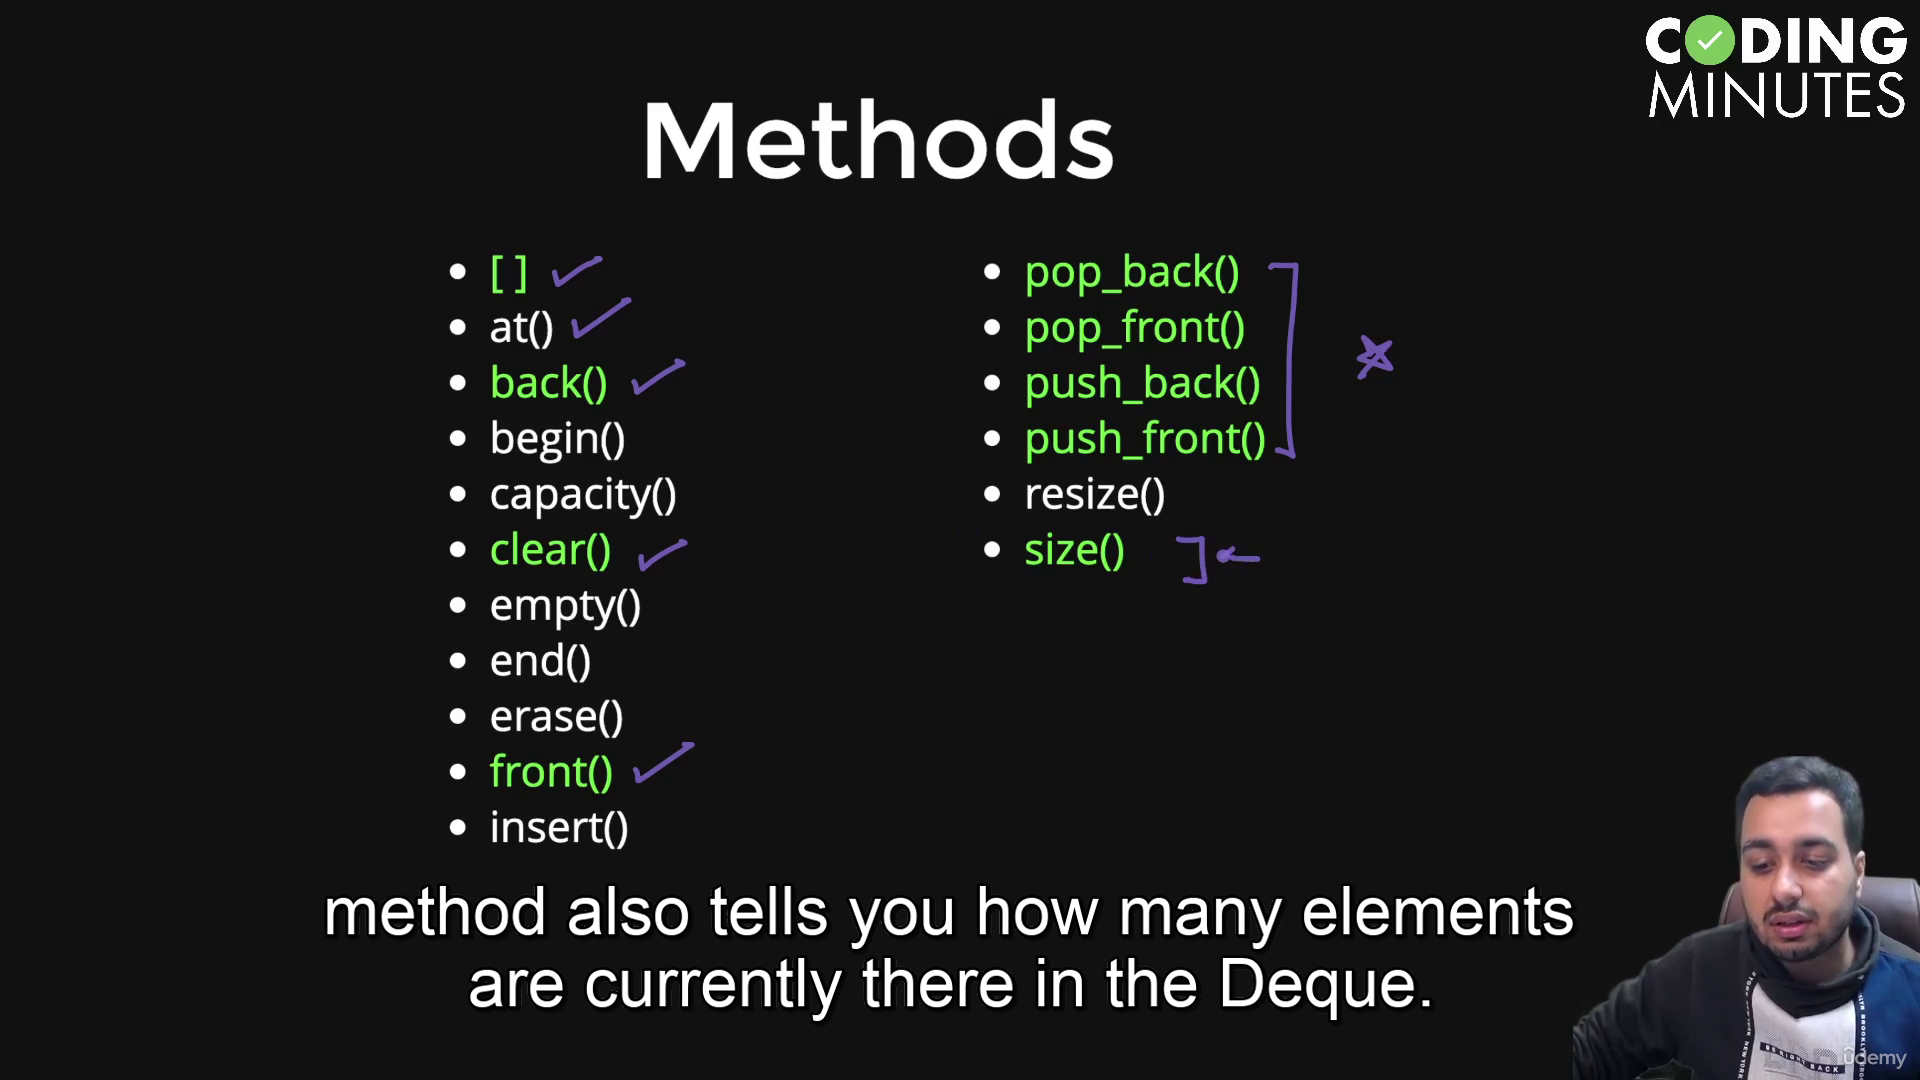 CODING
MINUTES
Methods
[ ]
at()
back()
begin()
capacity()
clear()
empty()
end()
erase()
front()
insert()
pop_back()
pop_front()
push_back()
push_front()
resize()
size()
method also tells you how many elements
are currently there in the Deque.
ûdemy